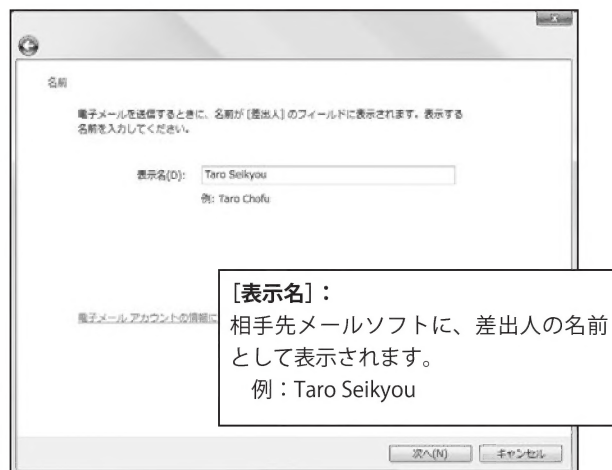 名前
電子メールを送信するときに、名前が [差出人] のフィールドに表示されます。表示する
名前を入力してください。
表示名(D):
Taro Seikyou
例: Taro Chofu
電子メール アカウントの情報に
[表示名]：
相手先メールソフトに、差出人の名前
として表示されます。
例：Taro Seikyou
次へ(N)
キャンセル